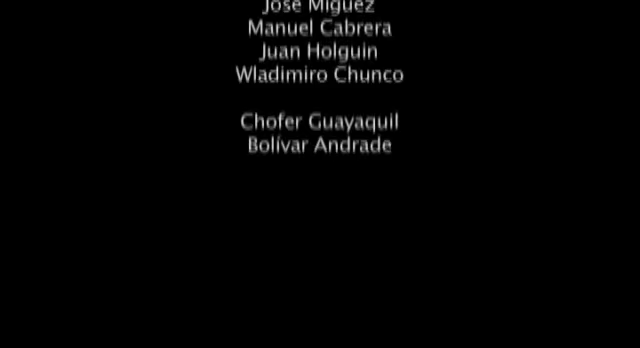 José Miguez
Manuel Cabrera
Juan Holguin
Wladimiro Chunco
Chofer Guayaquil
Bolívar Andrade